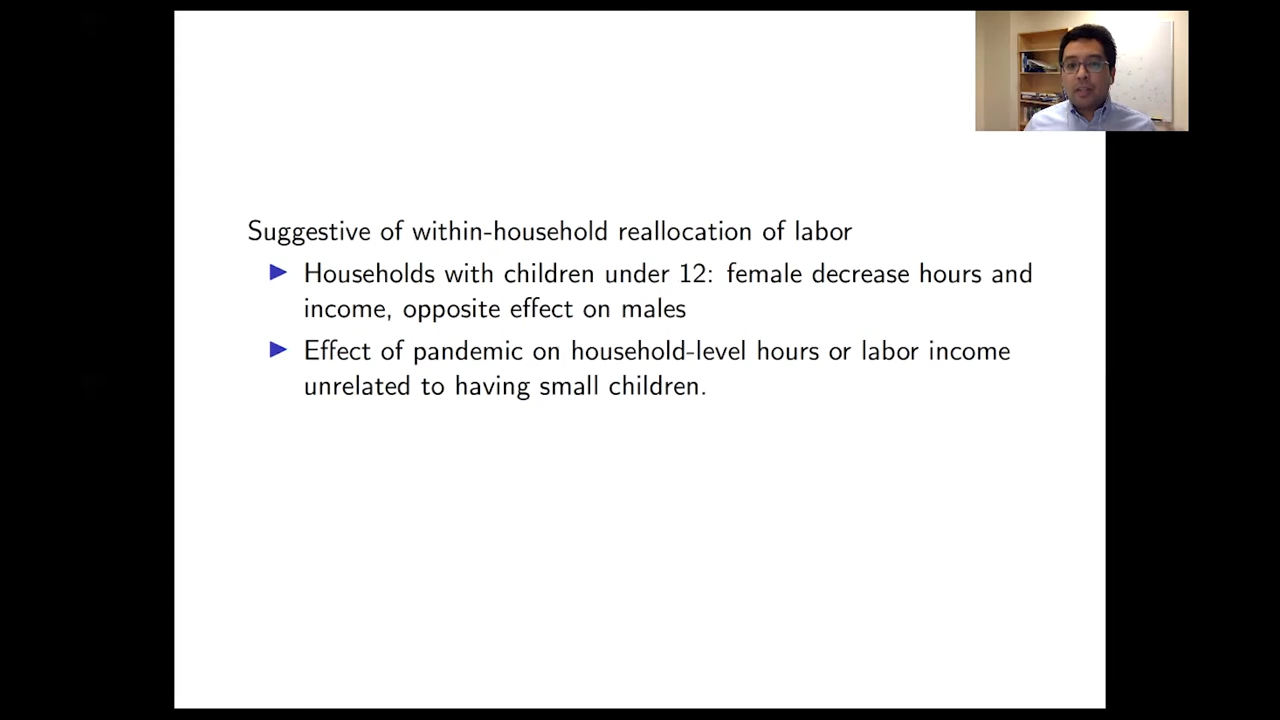 Suggestive of within-household reallocation of labor
Households with children under 12: female decrease hours and
income, opposite effect on males
Effect of pandemic on household-level hours or labor income
unrelated to having small children.